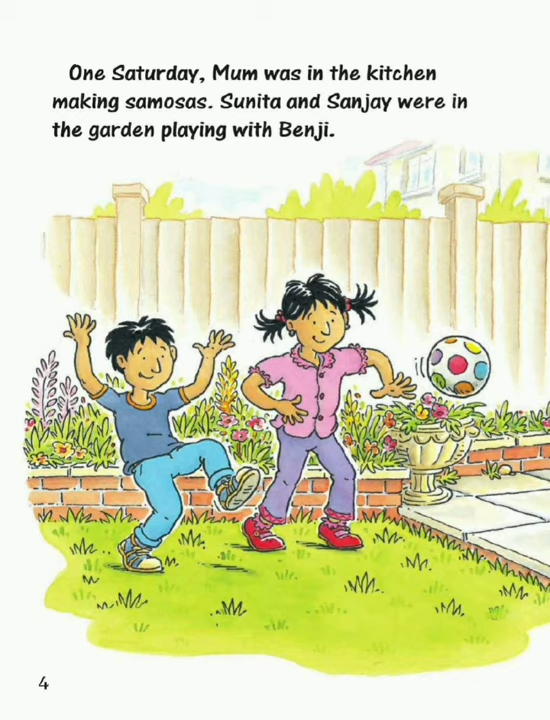 One Saturday, Mum was in the kitchen
making samosas. Sunita and Sanjay were in
the garden playing with Benji.
4